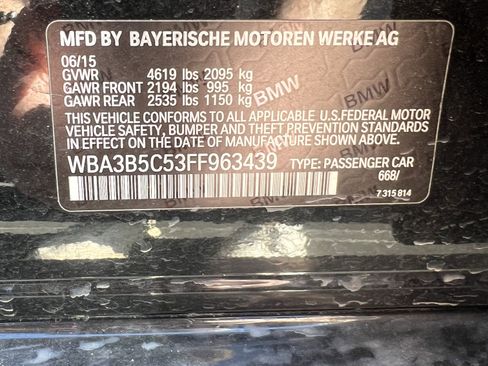 MFD BY BAYERISCHE MOTOREN WERKE AG
06/15
GVWR 4619 lbs 2095 kg
GAWR FRONT 2194 lbs 995 kg
GAWR REAR 2535 lbs 1150 kg
THIS VEHICLE CONFORMS TO ALL APPLICABLE U.S.FEDERAL MOTOR
VEHICLE SAFETY, BUMPER AND THEFT PREVENTION STANDARDS
IN EFFECT ON THE DATE OF MANUFACTURE SHOWN ABOVE.
WBA3B5C53FF963439 TYPE: PASSENGER CAR
668/
7 315 814